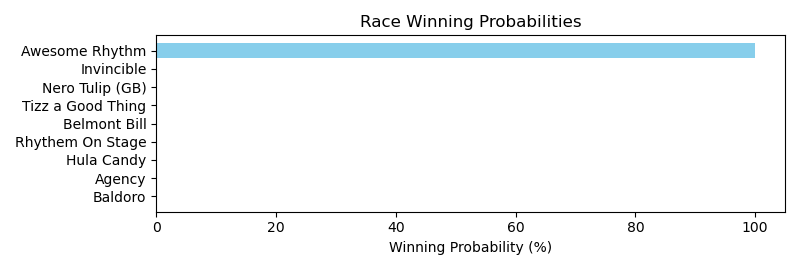 Race Winning Probabilities
Awesome Rhythm
Invincible
Nero Tulip (GB)
Tizz a Good Thing
Belmont Bill
Rhythem On Stage
Hula Candy
Agency
Baldoro
0 20 40 60 80 100
Winning Probability (%)